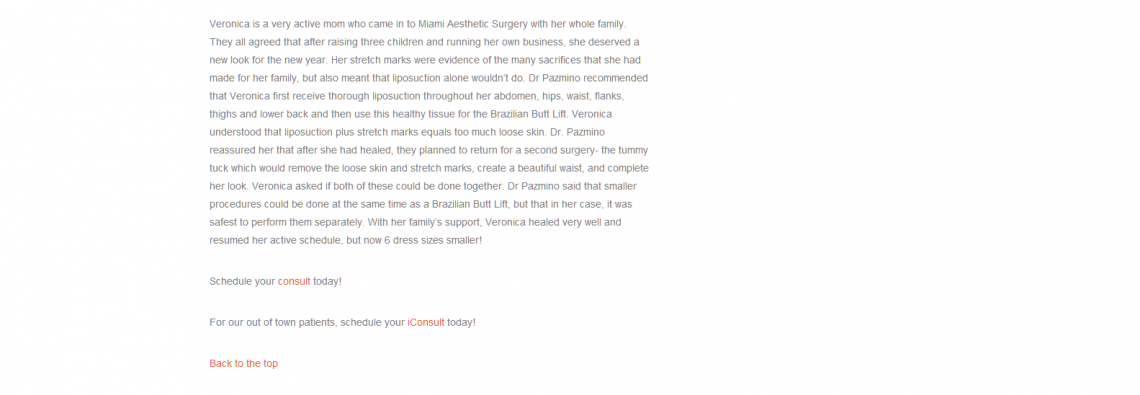 Veronica is a very active mom who came in to Miami Aesthetic Surgery with her whole family.
They all agreed that after raising three children and running her own business, she deserved a
new look for the new year. Her stretch marks were evidence of the many sacrifices that she had
made for her family, but also meant that liposuction alone wouldn't do. Dr Pazmino recommended
that Veronica first receive thorough liposuction throughout her abdomen, hips, waist, flanks,
thighs and lower back and then use this healthy tissue for the Brazilian Butt Lift. Veronica
understood that liposuction plus stretch marks equals too much loose skin. Dr. Pazmino
reassured her that after she had healed, they planned to return for a second surgery- the tummy
tuck which would remove the loose skin and stretch marks, create a beautiful waist, and complete
her look. Veronica asked if both of these could be done together. Dr Pazmino said that smaller
procedures could be done at the same time as a Brazilian Butt Lift, but that in her case, it was
safest to perform them separately. With her family's support, Veronica healed very well and
resumed her active schedule, but now 6 dress sizes smaller!
Schedule your consult today!
For our out of town patients, schedule your iConsult today!
Back to the top